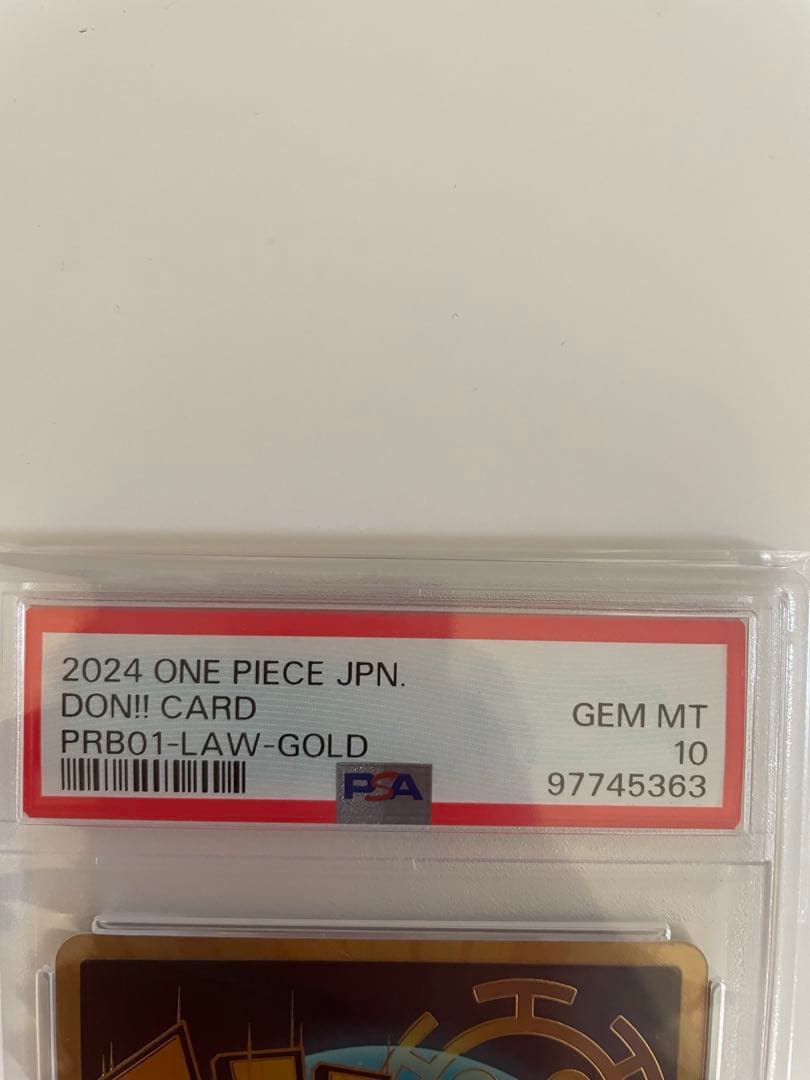 2024 ONE PIECE JPN.
DON!! CARD
PRB01-LAW-GOLD
GEM MT
10
97745363
PSA